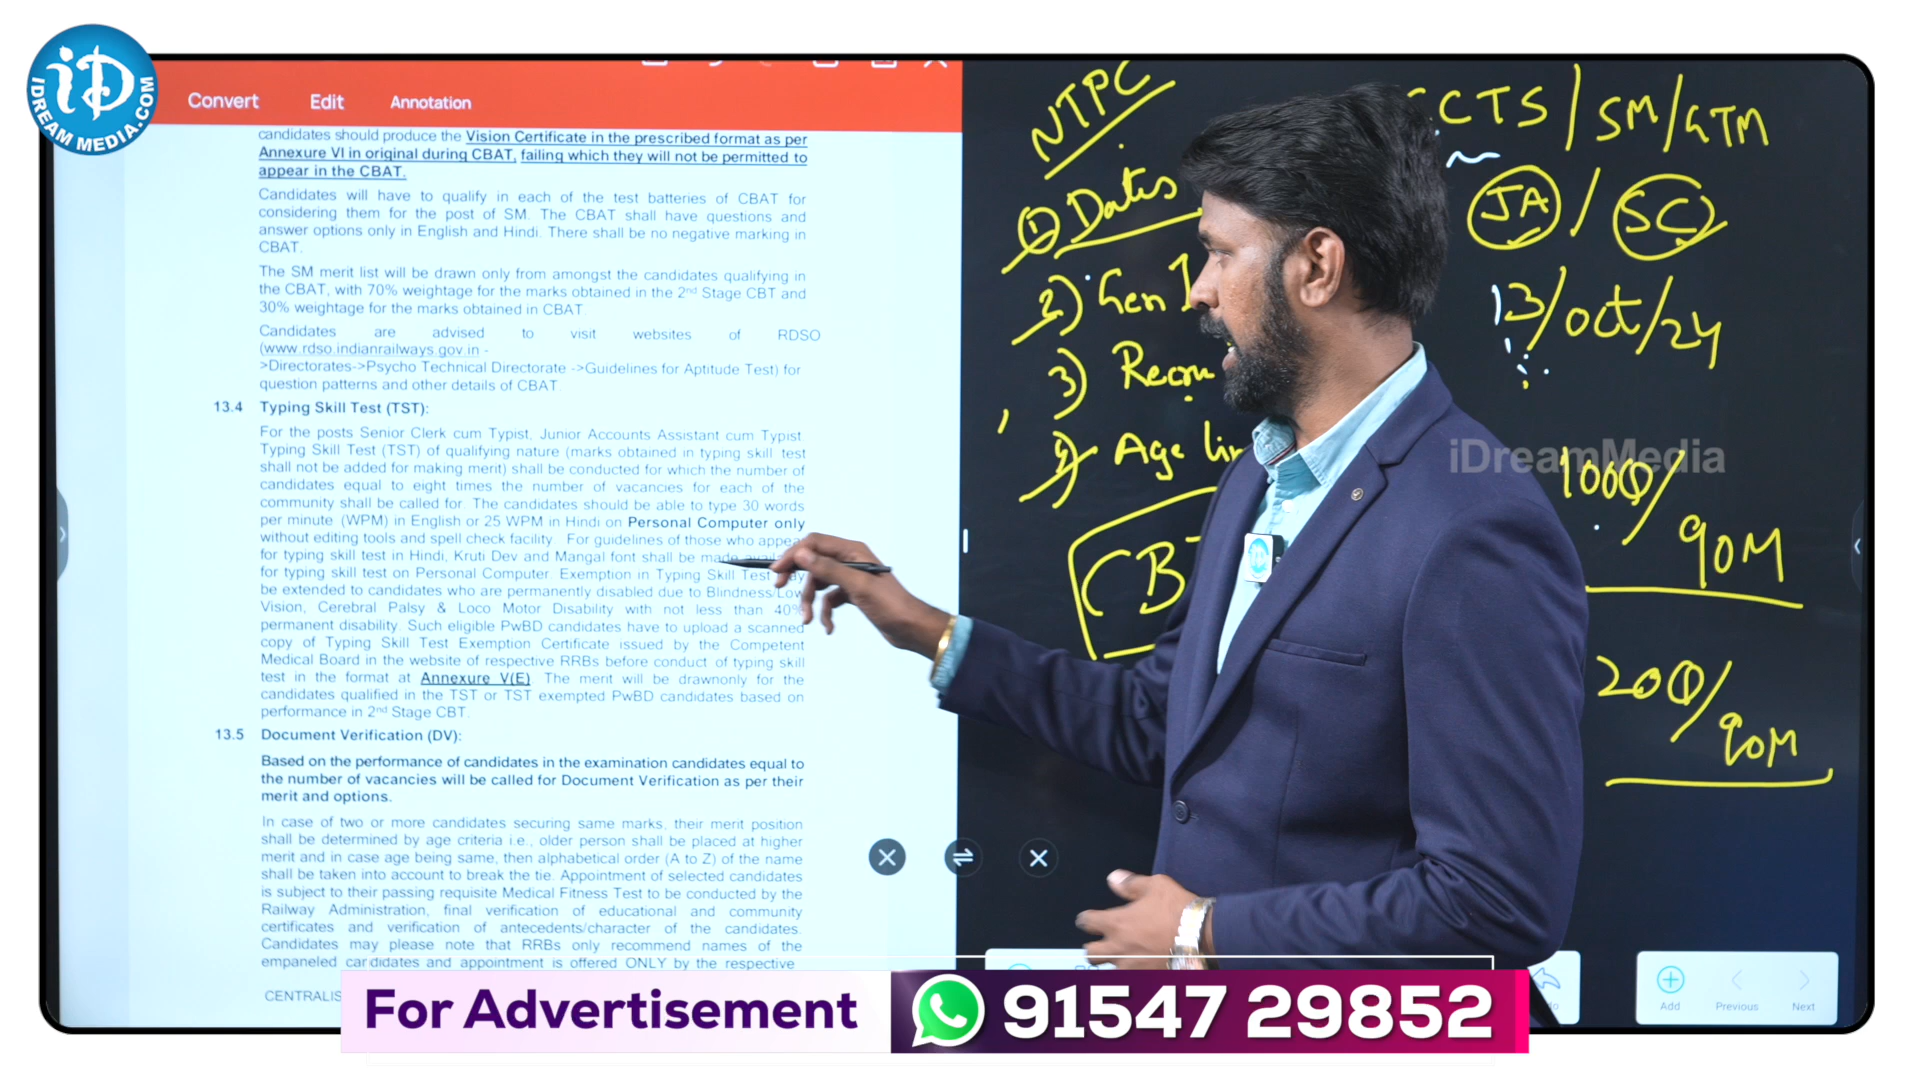 iD
IDREAM MEDIA.COM
Convert Edit Annotation
candidates should produce the Vision Certificate in the prescribed format as per
Annexure VI in original during CBAT, failing which they will not be permitted to
appear in the CBAT.
Candidates will have to qualify in each of the test batteries of CBAT for
considering them for the post of SM. The CBAT shall have questions and
answer options only in English and Hindi. There shall be no negative marking in
CBAT.
The SM merit list will be drawn only from amongst the candidates qualifying in
the CBAT, with 70% weightage for the marks obtained in the 2nd Stage CBT and
30% weightage for the marks obtained in CBAT.
Candidates are advised to visit websites of RDSO
(www.rdso.indianrailways.gov.in -
>Directorates->Psycho Technical Directorate ->Guidelines for Aptitude Test) for
question patterns and other details of CBAT.
13.4 Typing Skill Test (TST):
For the posts Senior Clerk cum Typist, Junior Accounts Assistant cum Typist.
Typing Skill Test (TST) of qualifying nature (marks obtained in typing skill test
shall not be added for making merit) shall be conducted for which the number of
candidates equal to eight times the number of vacancies for each of the
community shall be called for. The candidates should be able to type 30 words
per minute (WPM) in English or 25 WPM in Hindi on Personal Computer only
without editing tools and spell check facility. For guidelines of those who appear
for typing skill test in Hindi, Kruti Dev and Mangal font shall be made
for typing skill test on Personal Computer. Exemption in Typing Skill Test
be extended to candidates who are permanently disabled due to Blindness/Low
Vision, Cerebral Palsy & Loco Motor Disability with not less than 40%
permanent disability. Such eligible PwBD candidates have to upload a scanned
copy of Typing Skill Test Exemption Certificate issued by the Competent
Medical Board in the website of respective RRBs before conduct of typing skill
test in the format at Annexure V(E). The merit will be drawnonly for the
candidates qualified in the TST or TST exempted PwBD candidates based on
performance in 2nd Stage CBT.
13.5 Document Verification (DV):
Based on the performance of candidates in the examination candidates equal to
the number of vacancies will be called for Document Verification as per their
merit and options.
In case of two or more candidates securing same marks, their merit position
shall be determined by age criteria i.e., older person shall be placed at higher
merit and in case age being same, then alphabetical order (A to Z) of the name
shall be taken into account to break the tie. Appointment of selected candidates
is subject to their passing requisite Medical Fitness Test to be conducted by the
Railway Administration, final verification of educational and community
certificates and verification of antecedents/character of the candidates.
Candidates may please note that RRBs only recommend names of the
empaneled candidates and appointment is offered ONLY by the respective
CENTRALIS
NTPC
1) Dates
2) Gen
3) Recru
4) Age
CCTS / SM/GTM
JA / SC
13/Oct/24
iDreamMedia
100Q/
90M
120Q/
90M
Add Previous Next
For Advertisement 91547 29852